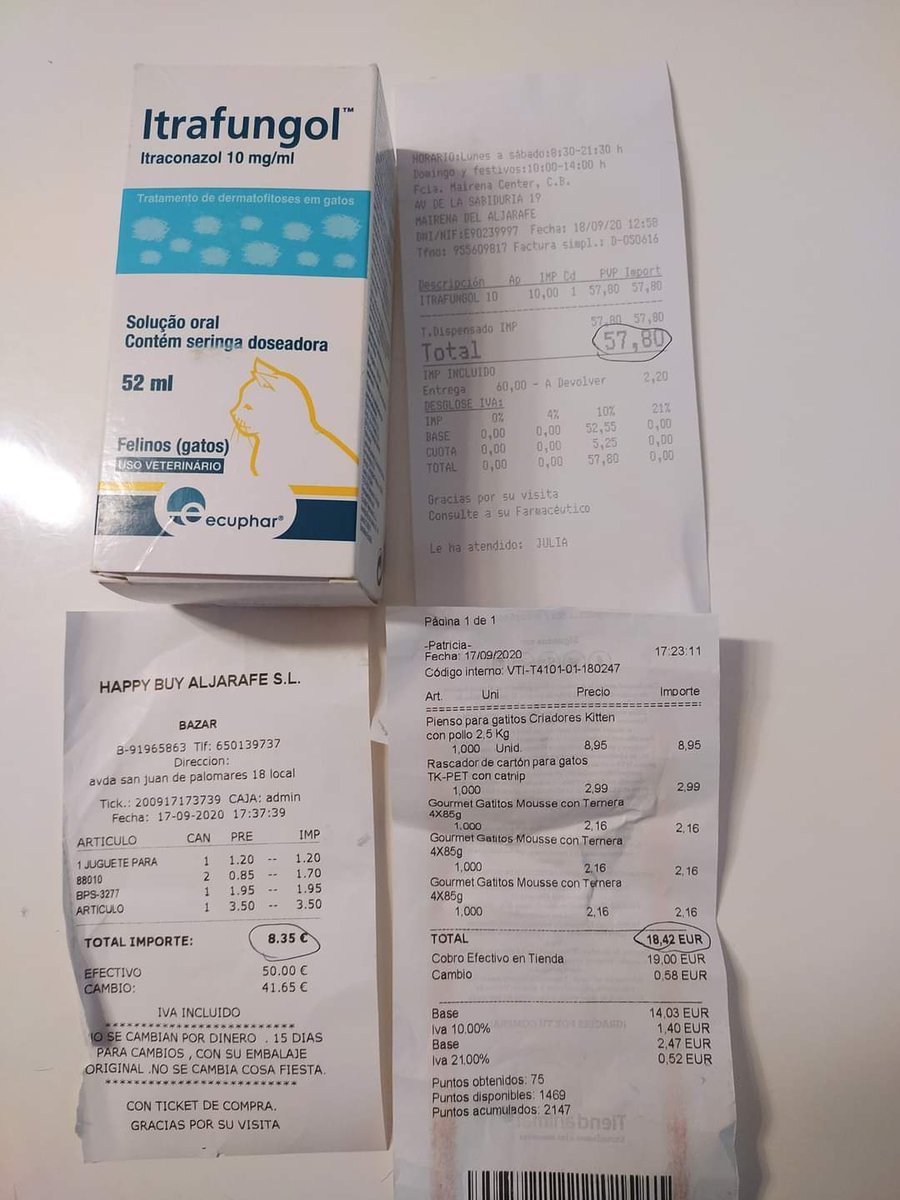 Itrafungol™
Itraconazol 10 mg/ml
Tratamento de dermatofitoses em gatos
Solução oral
Contém seringa doseadora
52 ml
Felinos (gatos)
USO VETERINÁRIO
ecuphar®
HORARIO:Lunes a sábado:8:30-21:30 h
Domingo y festivos:10:00-14:00 h
Fcia. Mairena Center, C.B.
AV DE LA SABIDURIA 19
MAIRENA DEL ALJARAFE
DNI/NIF:E90239997 Fecha: 18/09/20 12:58
Tfno: 955609817 Factura simpl.: D-050616
Descripción Ap IMP Cd PVP Import
ITRAFUNGOL 10 10,00 1 57,80 57,80
57,80 57,80
T.Dispensado IMP
Total 57,80
IMP INCLUIDO
Entrega 60,00 - A Devolver 2,20
DESGLOSE IVA:
IMP 0% 4% 10% 21%
BASE 0,00 0,00 52,55 0,00
CUOTA 0,00 0,00 5,25 0,00
TOTAL 0,00 0,00 57,80 0,00
Gracias por su visita
Consulte a su Farmacéutico
Le ha atendido: JULIA
HAPPY BUY ALJARAFE S.L.
BAZAR
B-91965863 Tlf: 650139737
Direccion:
avda san juan de palomares 18 local
Tick.: 200917173739 CAJA: admin
Fecha: 17-09-2020 17:37:39
ARTICULO CAN PRE IMP
1 JUGUETE PARA 1 1.20 -- 1.20
88010 2 0.85 -- 1.70
BPS-3277 1 1.95 -- 1.95
ARTICULO 1 3.50 -- 3.50
TOTAL IMPORTE: 8.35 €
EFECTIVO 50.00 €
CAMBIO: 41.65 €
IVA INCLUIDO
*************************
NO SE CAMBIAN POR DINERO . 15 DIAS
PARA CAMBIOS , CON SU EMBALAJE
ORIGINAL .NO SE CAMBIA COSA FIESTA.
*************************
CON TICKET DE COMPRA.
GRACIAS POR SU VISITA
Página 1 de 1
-Patricia-
Fecha: 17/09/2020 17:23:11
Código interno: VTI-T4101-01-180247
Art. Uni Precio Importe
Pienso para gatitos Criadores Kitten
con pollo 2,5 Kg
1,000 Unid. 8,95 8,95
Rascador de cartón para gatos
TK-PET con catnip
1,000 2,99 2,99
Gourmet Gatitos Mousse con Ternera
4X85g
1,000 2,16 2,16
Gourmet Gatitos Mousse con Ternera
4X85g
1,000 2,16 2,16
Gourmet Gatitos Mousse con Ternera
4X85g
1,000 2,16 2,16
TOTAL 18,42 EUR
Cobro Efectivo en Tienda 19,00 EUR
Cambio 0,58 EUR
Base 14,03 EUR
Iva 10,00% 1,40 EUR
Base 2,47 EUR
Iva 21,00% 0,52 EUR
Puntos obtenidos: 75
Puntos disponibles: 1469
Puntos acumulados: 2147